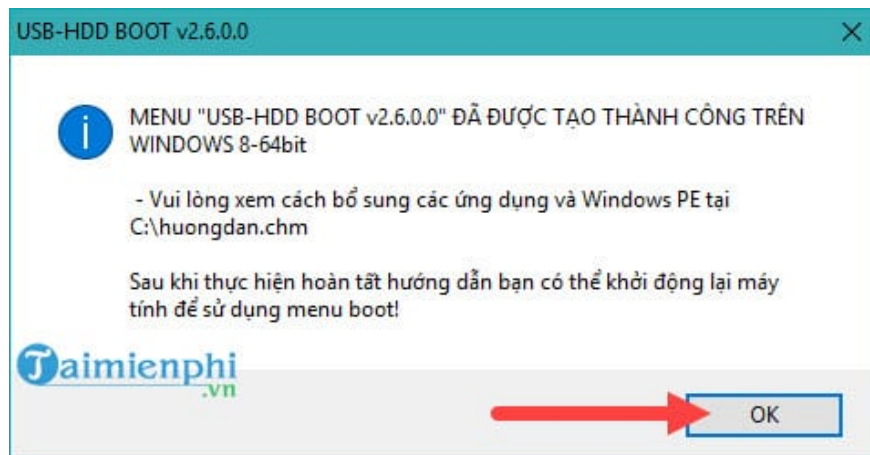 USB-HDD BOOT v2.6.0.0
MENU "USB-HDD BOOT v2.6.0.0" ĐÃ ĐƯỢC TẠO THÀNH CÔNG TRÊN
WINDOWS 8-64bit
- Vui lòng xem cách bổ sung các ứng dụng và Windows PE tại
C:\huongdan.chm
Sau khi thực hiện hoàn tất hướng dẫn bạn có thể khởi động lại máy
tính để sử dụng menu boot!
Taimienphi
.vn
OK